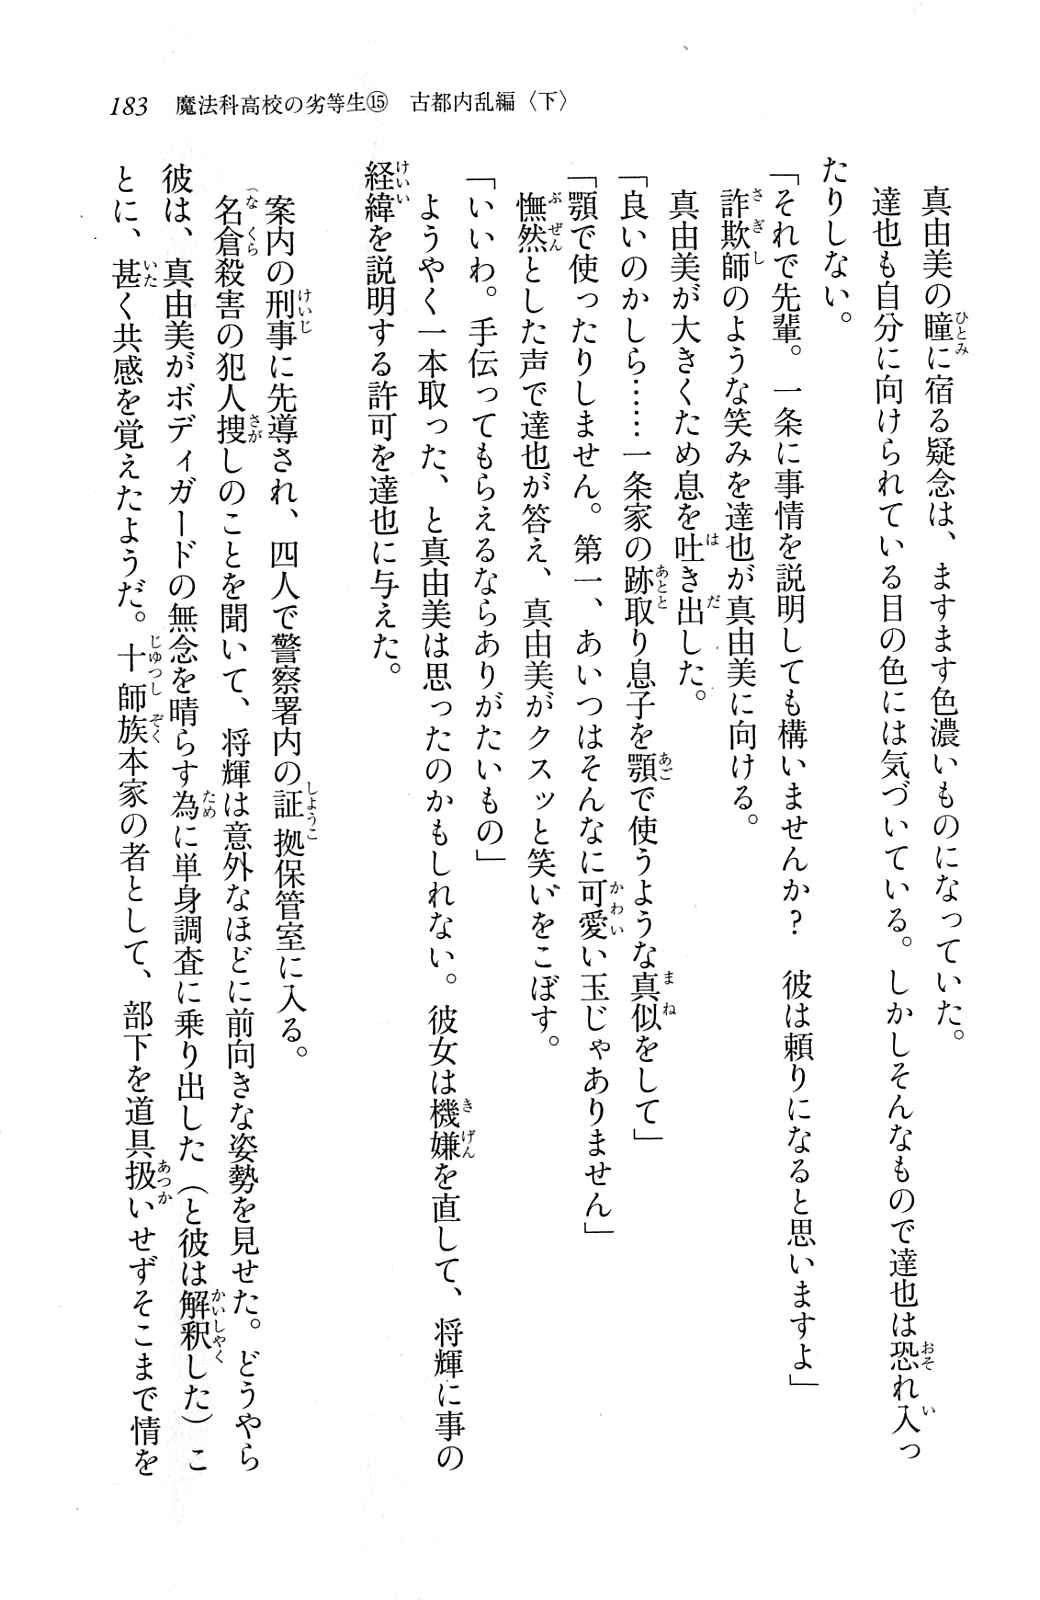 183　魔法科高校の劣等生⑮　古都内乱編〈下〉
真由美の瞳に宿る疑念は、ますます色濃いものになっていた。
達也も自分に向けられている目の色には気づいている。しかしそんなもので達也は恐れ入っ
たりしない。
「それで先輩。一条に事情を説明しても構いませんか？　彼は頼りになると思いますよ」
詐欺師のような笑みを達也が真由美に向ける。
真由美が大きくため息を吐き出した。
「良いのかしら……一条家の跡取り息子を顎で使うような真似をして」
「顎で使ったりしません。第一、あいつはそんなに可愛い玉じゃありません」
憮然とした声で達也が答え、真由美がクスッと笑いをこぼす。
「いいわ。手伝ってもらえるならありがたいもの」
ようやく一本取った、と真由美は思ったのかもしれない。彼女は機嫌を直して、将輝に事の
経緯を説明する許可を達也に与えた。
案内の刑事に先導され、四人で警察署内の証拠保管室に入る。
名倉殺害の犯人捜しのことを聞いて、将輝は意外なほどに前向きな姿勢を見せた。どうやら
彼は、真由美がボディガードの無念を晴らす為に単身調査に乗り出した（と彼は解釈した）こ
とに、甚く共感を覚えたようだ。十師族本家の者として、部下を道具扱いせずそこまで情を